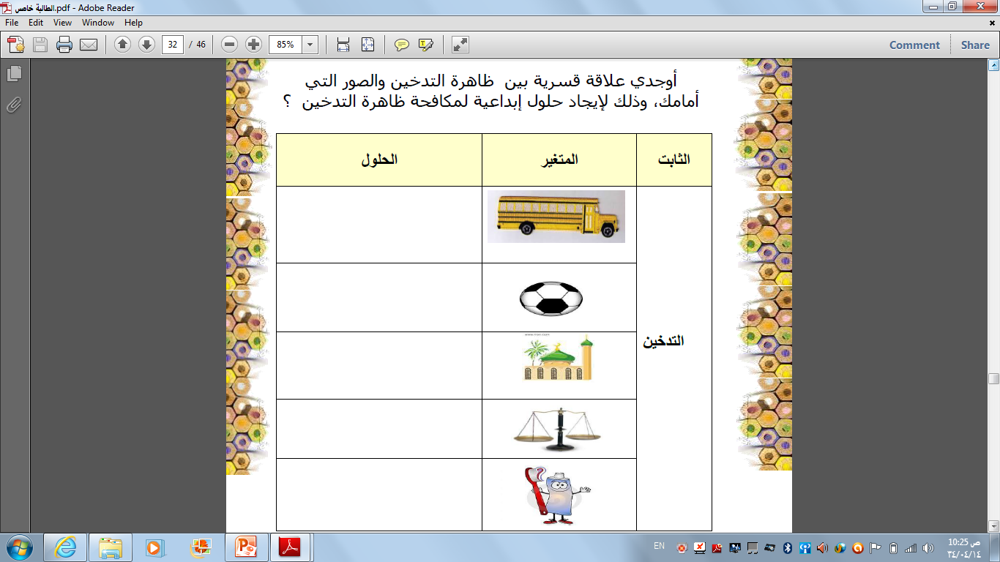 الطالبة خامس.pdf - Adobe Reader
File Edit View Window Help
32 / 46 85% Comment Share
أوجدي علاقة قسرية بين ظاهرة التدخين والصور التي
أمامك، وذلك لإيجاد حلول إبداعية لمكافحة ظاهرة التدخين ؟
الثابت المتغير الحلول
التدخين
EN
10:25 ص
٣٤/٠٤/١٤